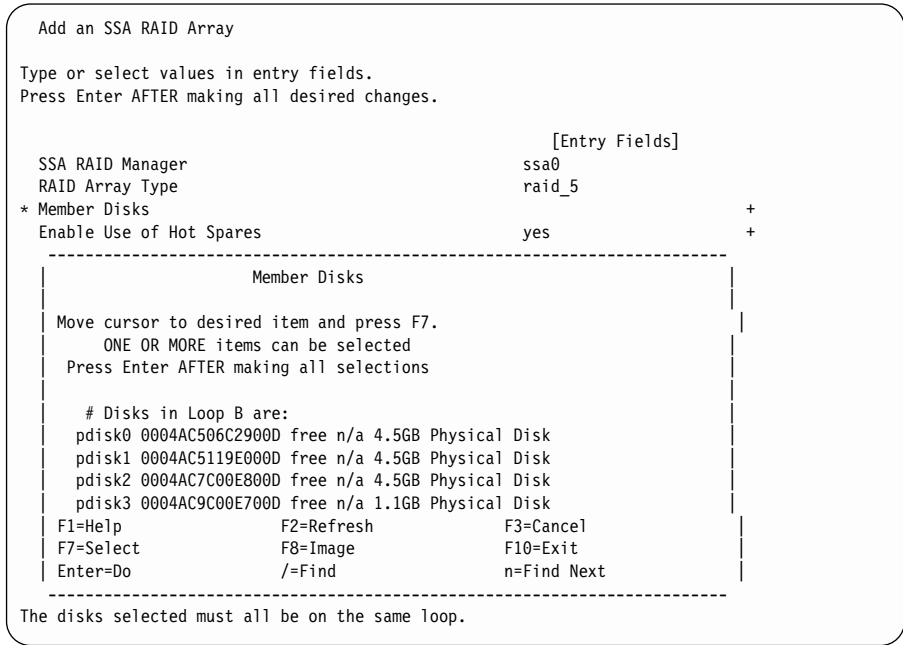 Add an SSA RAID Array
Type or select values in entry fields.
Press Enter AFTER making all desired changes.
[Entry Fields]
SSA RAID Manager ssa0
RAID Array Type raid_5
* Member Disks +
Enable Use of Hot Spares yes +
--------------------------------------------------------------------------
| Member Disks |
| |
| Move cursor to desired item and press F7. |
| ONE OR MORE items can be selected |
| Press Enter AFTER making all selections |
| |
| # Disks in Loop B are: |
| pdisk0 0004AC506C2900D free n/a 4.5GB Physical Disk |
| pdisk1 0004AC5119E000D free n/a 4.5GB Physical Disk |
| pdisk2 0004AC7C00E800D free n/a 4.5GB Physical Disk |
| pdisk3 0004AC9C00E700D free n/a 1.1GB Physical Disk |
| F1=Help F2=Refresh F3=Cancel |
| F7=Select F8=Image F10=Exit |
| Enter=Do /=Find n=Find Next |
--------------------------------------------------------------------------
The disks selected must all be on the same loop.